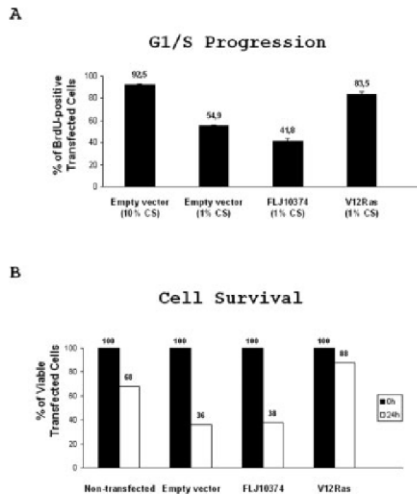 A
G1/S Progression
% of BrdU-positive
Transfected Cells
100
80
60
40
20
0
92,5
54,9
41,8
83,5
Empty vector
(10% CS)
Empty vector
(1% CS)
FLJ10374
(1% CS)
V12Ras
(1% CS)
B
Cell Survival
% of Viable
Transfected Cells
100
80
60
40
20
0
100
68
100
36
100
38
100
88
0h
24h
Non-transfected
Empty vector
FLJ10374
V12Ras